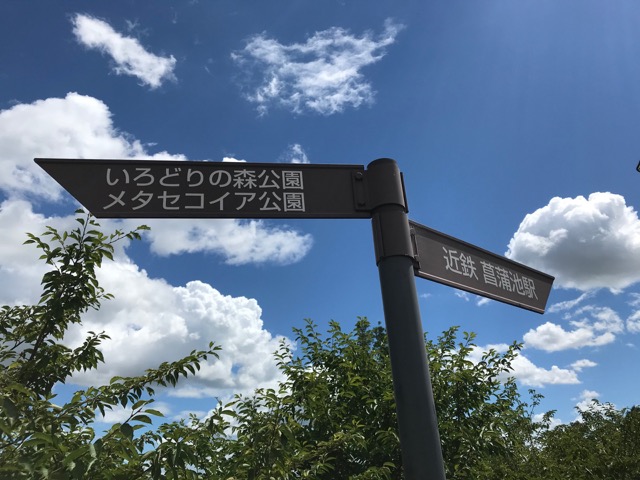 いろどりの森公園
メタセコイア公園
近鉄 菖蒲池駅